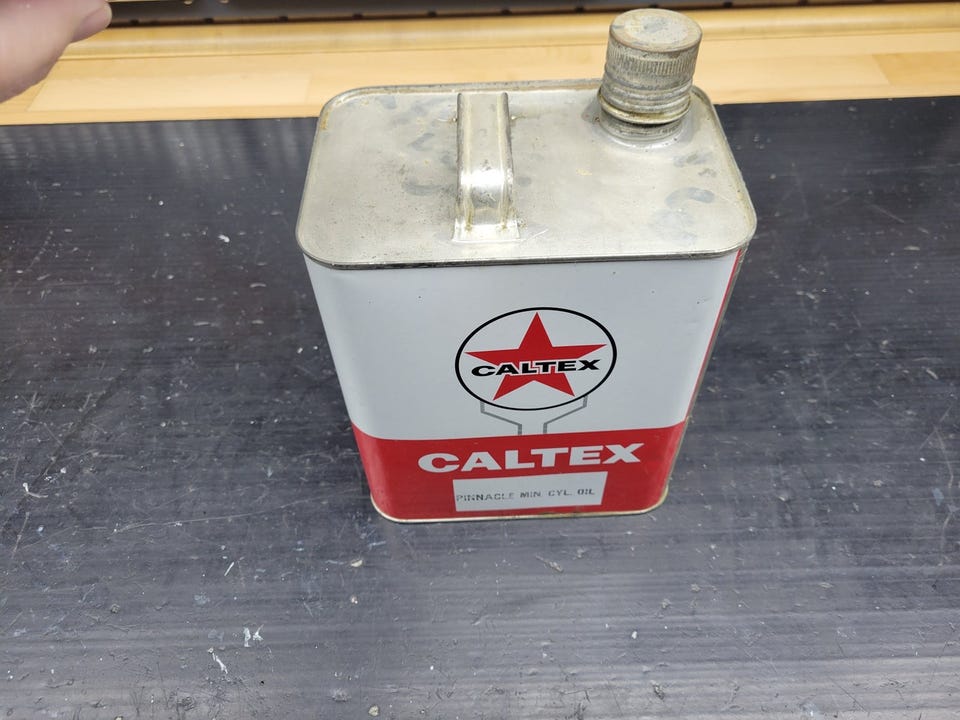 CALTEX
CALTEX
PINNACLE MIN. CYL. OIL